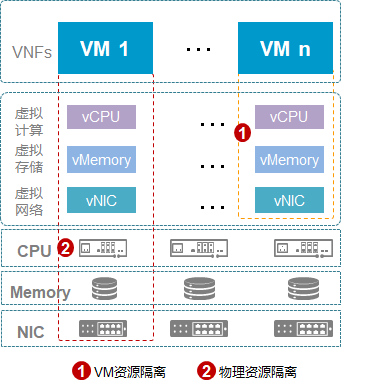 VNFs VM 1 ... VM n
虚拟
计算 vCPU ... vCPU
1
虚拟
存储 vMemory ... vMemory
虚拟
网络 vNIC ... vNIC
CPU 2
Memory
NIC
1 VM资源隔离 2 物理资源隔离